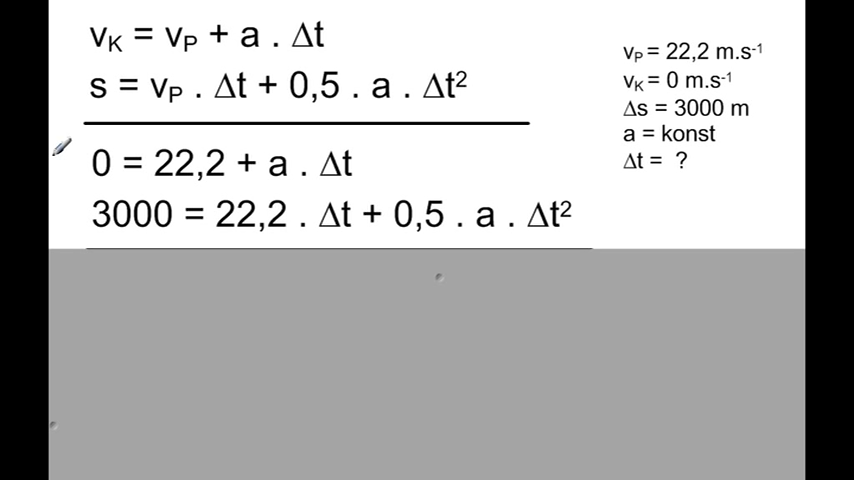 vK = vP + a . Δt
s = vP . Δt + 0,5 . a . Δt²
0 = 22,2 + a . Δt
3000 = 22,2 . Δt + 0,5 . a . Δt²
vP = 22,2 m.s⁻¹
vK = 0 m.s⁻¹
Δs = 3000 m
a = konst
Δt = ?